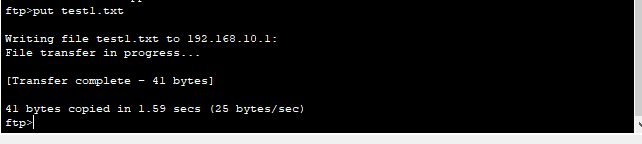 ftp>put test1.txt
Writing file test1.txt to 192.168.10.1:
File transfer in progress...
[Transfer complete - 41 bytes]
41 bytes copied in 1.59 secs (25 bytes/sec)
ftp>